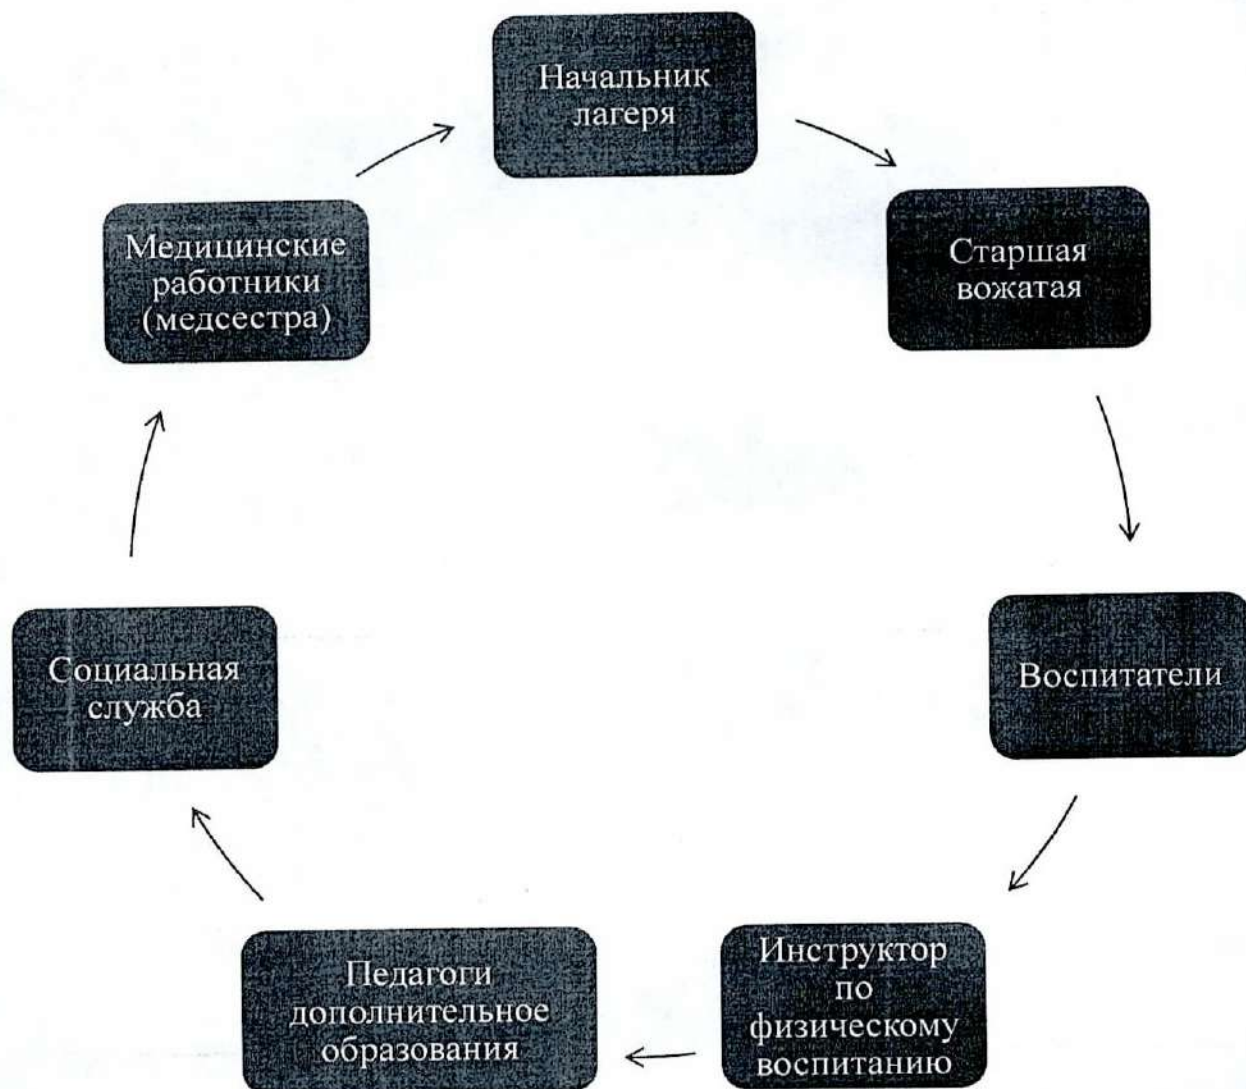 Начальник
лагеря
Старшая
вожатая
Воспитатели
Инструктор
по
физическому
воспитанию
Педагоги
дополнительное
образования
Социальная
служба
Медицинские
работники
(медсестра)